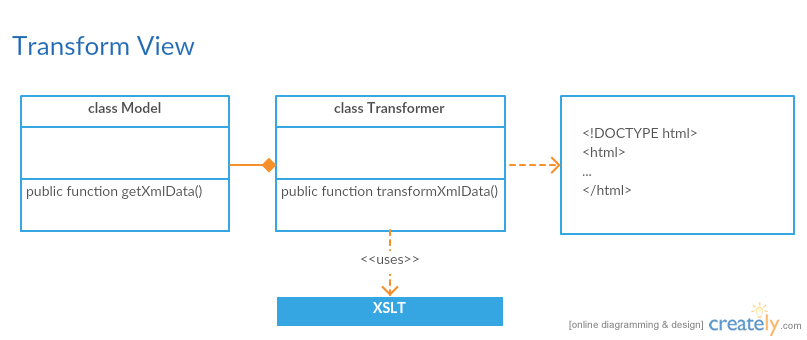 Transform View
class Model
public function getXmlData()
class Transformer
public function transformXmlData()
<!DOCTYPE html>
<html>
...
</html>
<<uses>>
XSLT
[online diagramming & design] creately.com